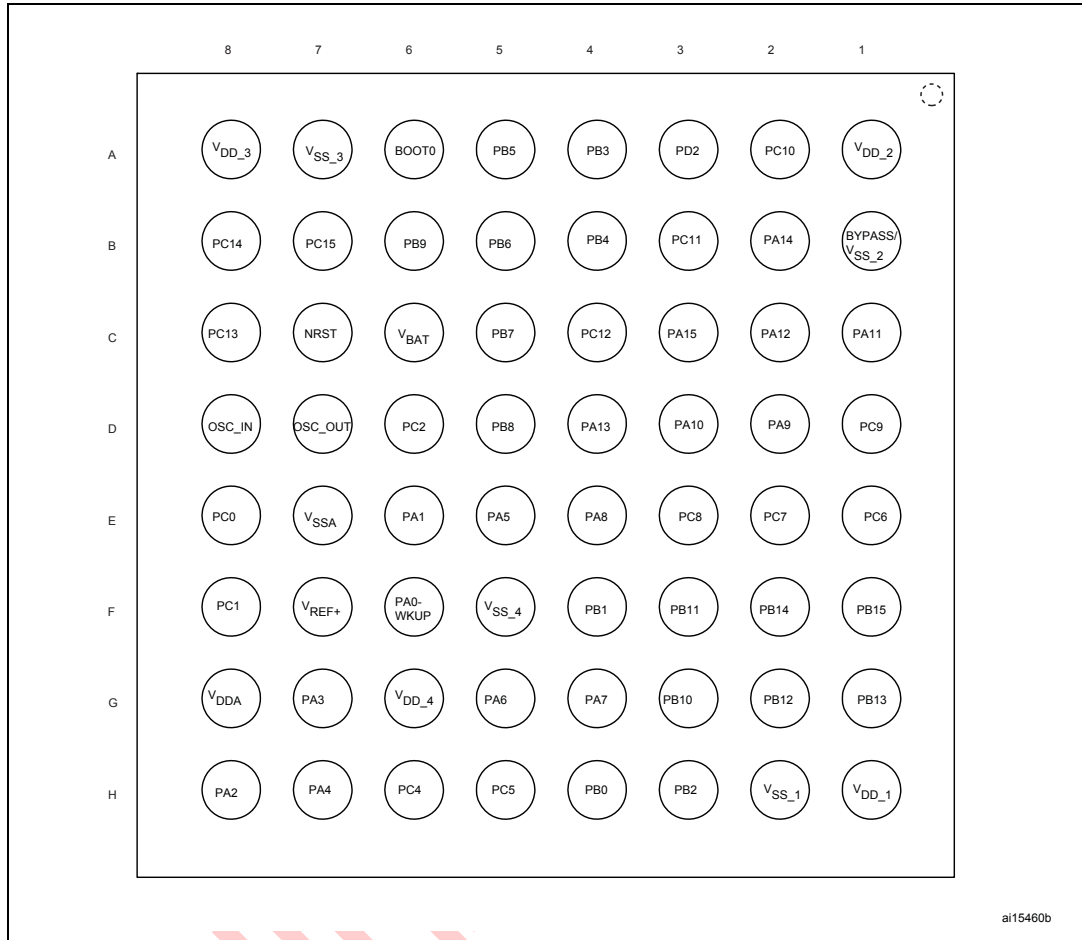 8 7 6 5 4 3 2 1
A VDD_3 VSS_3 BOOT0 PB5 PB3 PD2 PC10 VDD_2
B PC14 PC15 PB9 PB6 PB4 PC11 PA14 BYPASS/ VSS_2
C PC13 NRST VBAT PB7 PC12 PA15 PA12 PA11
D OSC_IN OSC_OUT PC2 PB8 PA13 PA10 PA9 PC9
E PC0 VSSA PA1 PA5 PA8 PC8 PC7 PC6
F PC1 VREF+ PA0-WKUP VSS_4 PB1 PB11 PB14 PB15
G VDDA PA3 VDD_4 PA6 PA7 PB10 PB12 PB13
H PA2 PA4 PC4 PC5 PB0 PB2 VSS_1 VDD_1
ai15460b